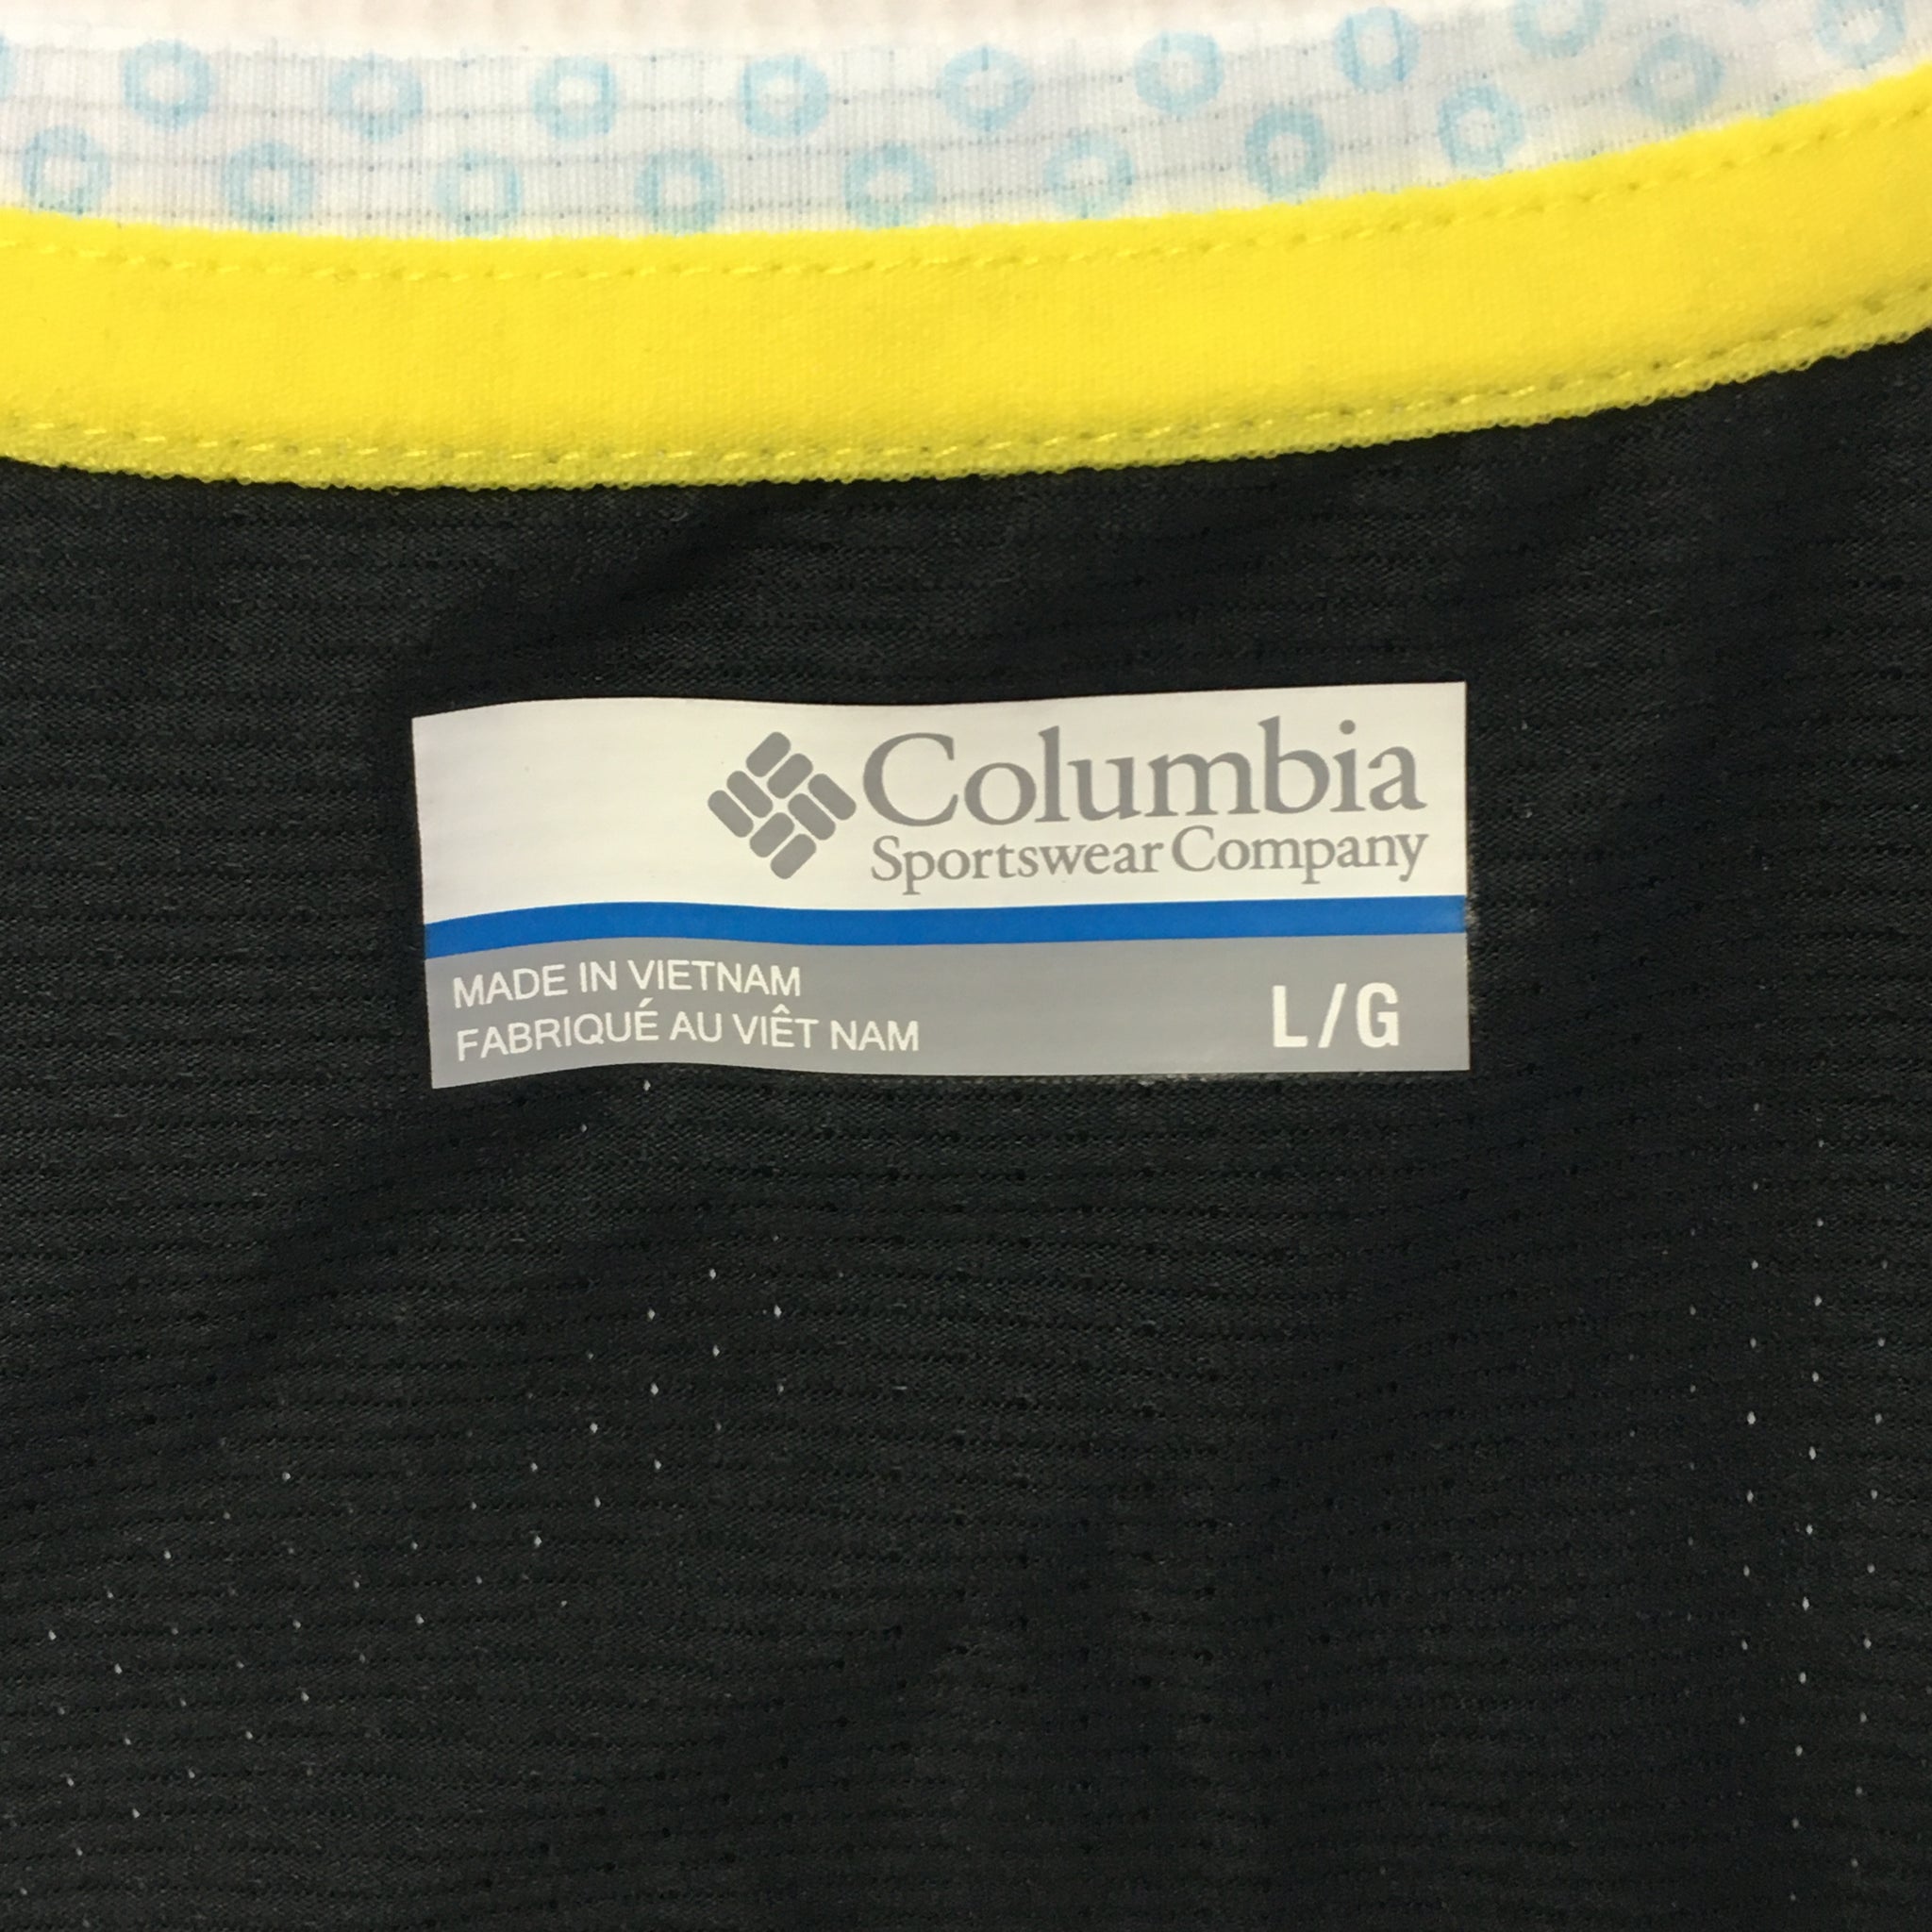 Columbia
Sportswear Company
MADE IN VIETNAM
FABRIQUÉ AU VIÊT NAM
L/G